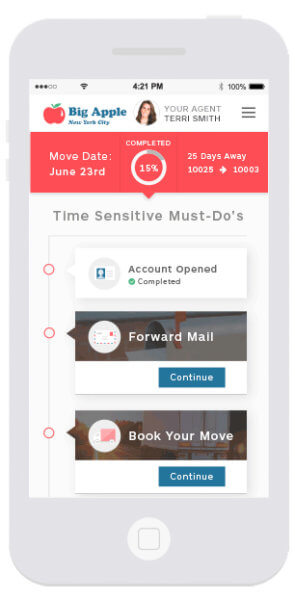 4:21 PM
100%
Big Apple
New York City
YOUR AGENT
TERRI SMITH
Move Date:
June 23rd
COMPLETED
15%
25 Days Away
10025 → 10003
Time Sensitive Must-Do's
Account Opened
Completed
Forward Mail
Continue
Book Your Move
Continue